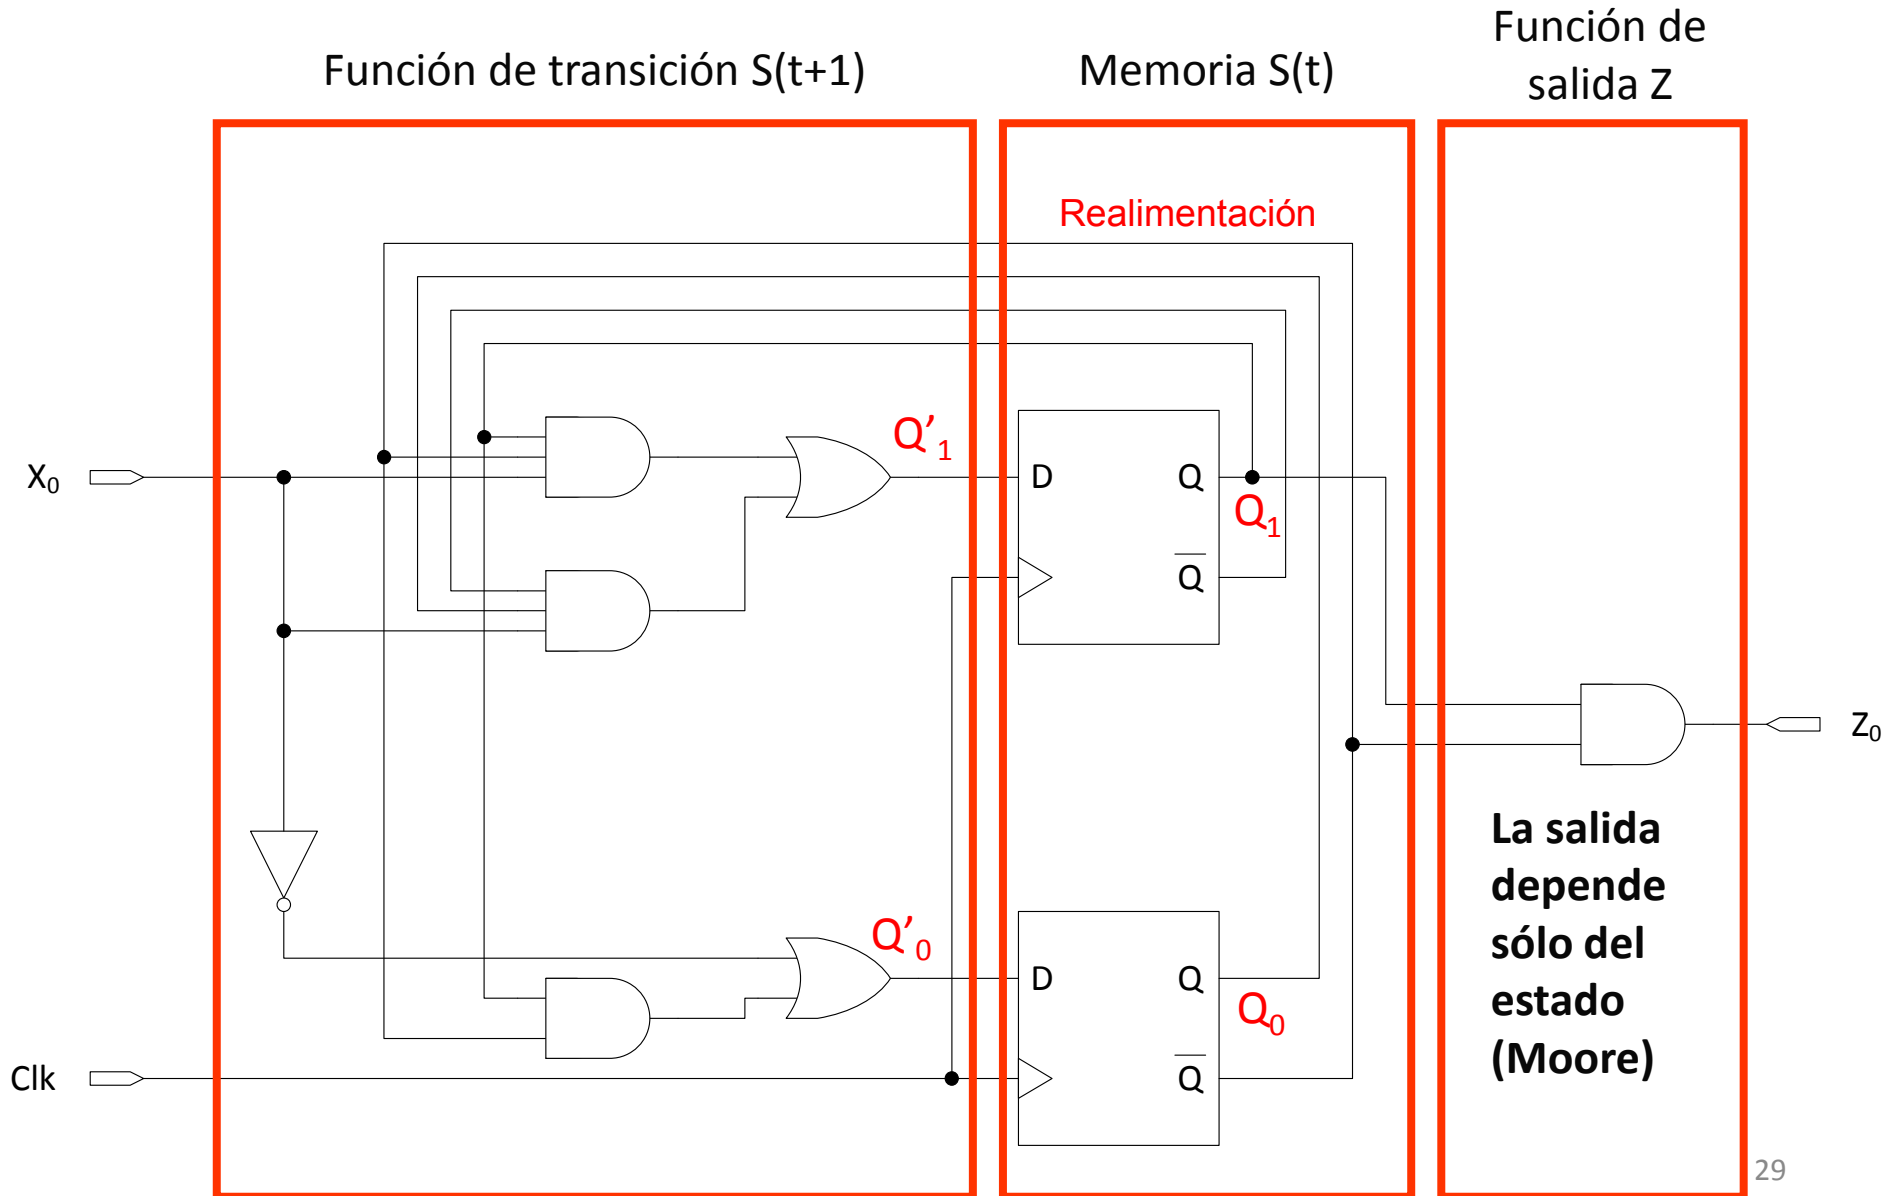 Función de transición S(t+1)
Memoria S(t)
Función de
salida Z
Realimentación
Q’1
D
Q
Q1
Q
X0
Z0
La salida
depende
sólo del
estado
(Moore)
Q’0
D
Q
Q0
Q
Clk
29